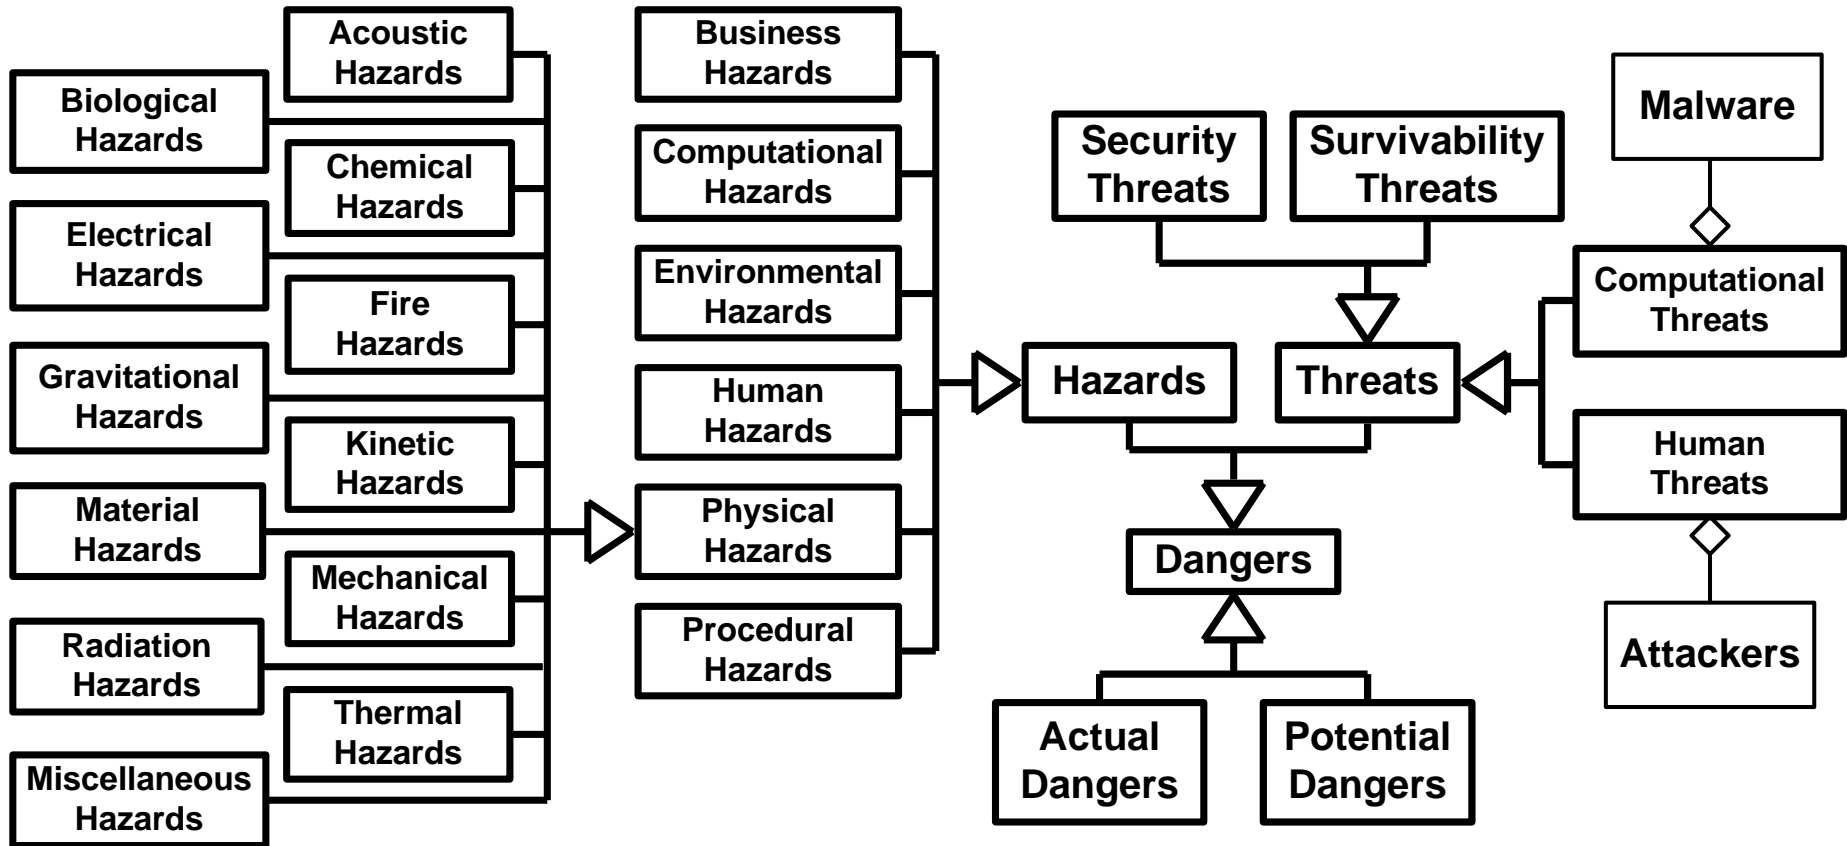 Acoustic
Hazards
Biological
Hazards
Chemical
Hazards
Electrical
Hazards
Fire
Hazards
Gravitational
Hazards
Kinetic
Hazards
Material
Hazards
Mechanical
Hazards
Radiation
Hazards
Thermal
Hazards
Miscellaneous
Hazards
Business
Hazards
Computational
Hazards
Environmental
Hazards
Human
Hazards
Physical
Hazards
Procedural
Hazards
Security
Threats
Survivability
Threats
Hazards
Threats
Dangers
Actual
Dangers
Potential
Dangers
Malware
Computational
Threats
Human
Threats
Attackers